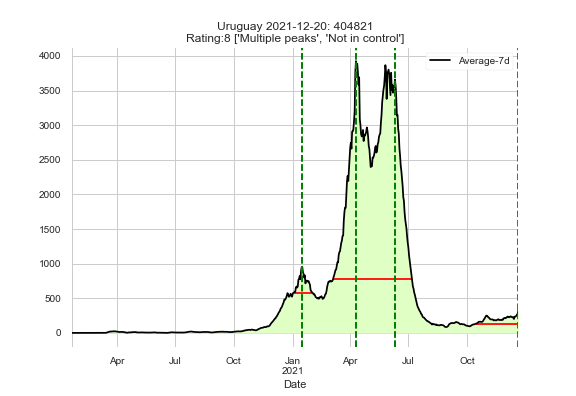 Uruguay 2021-12-20: 404821
Rating:8 ['Multiple peaks', 'Not in control']
Average-7d
4000
3500
3000
2500
2000
1500
1000
500
0
Apr Jul Oct Jan Apr Jul Oct
2021
Date